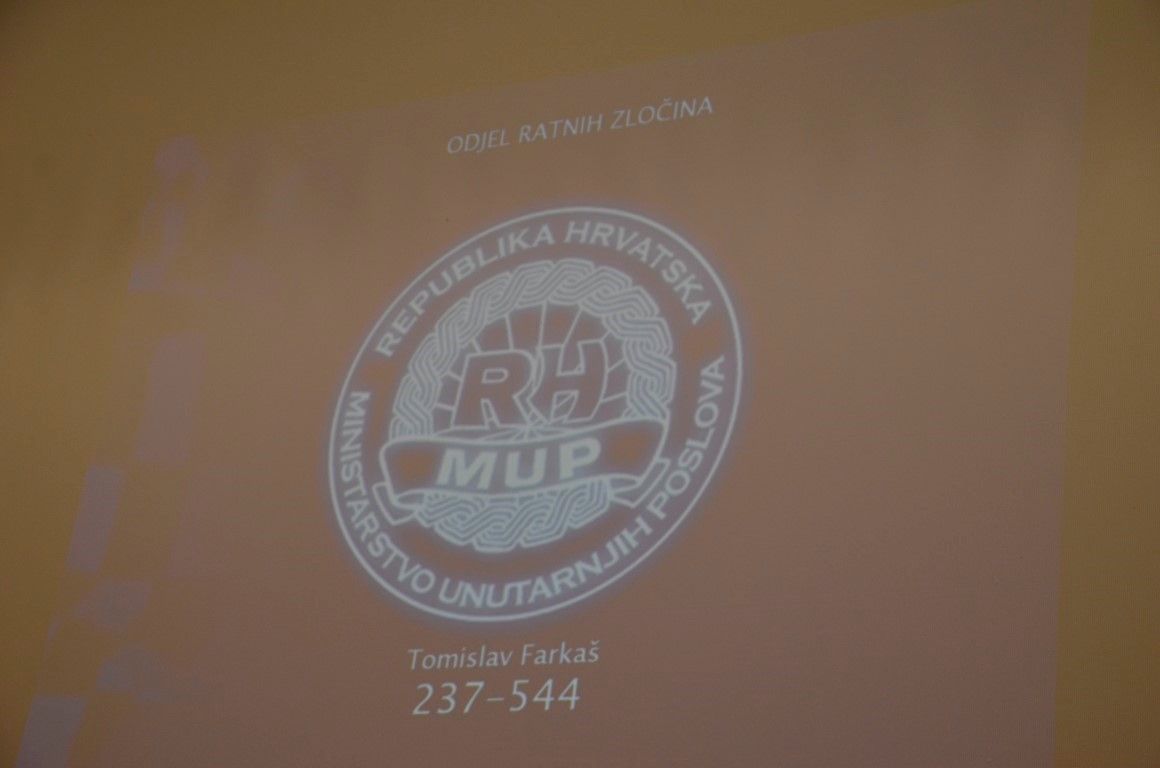 ODJEL RATNIH ZLOČINA
REPUBLIKA HRVATSKA
RH
MUP
MINISTARSTVO UNUTARNJIH POSLOVA
Tomislav Farkaš
237-544